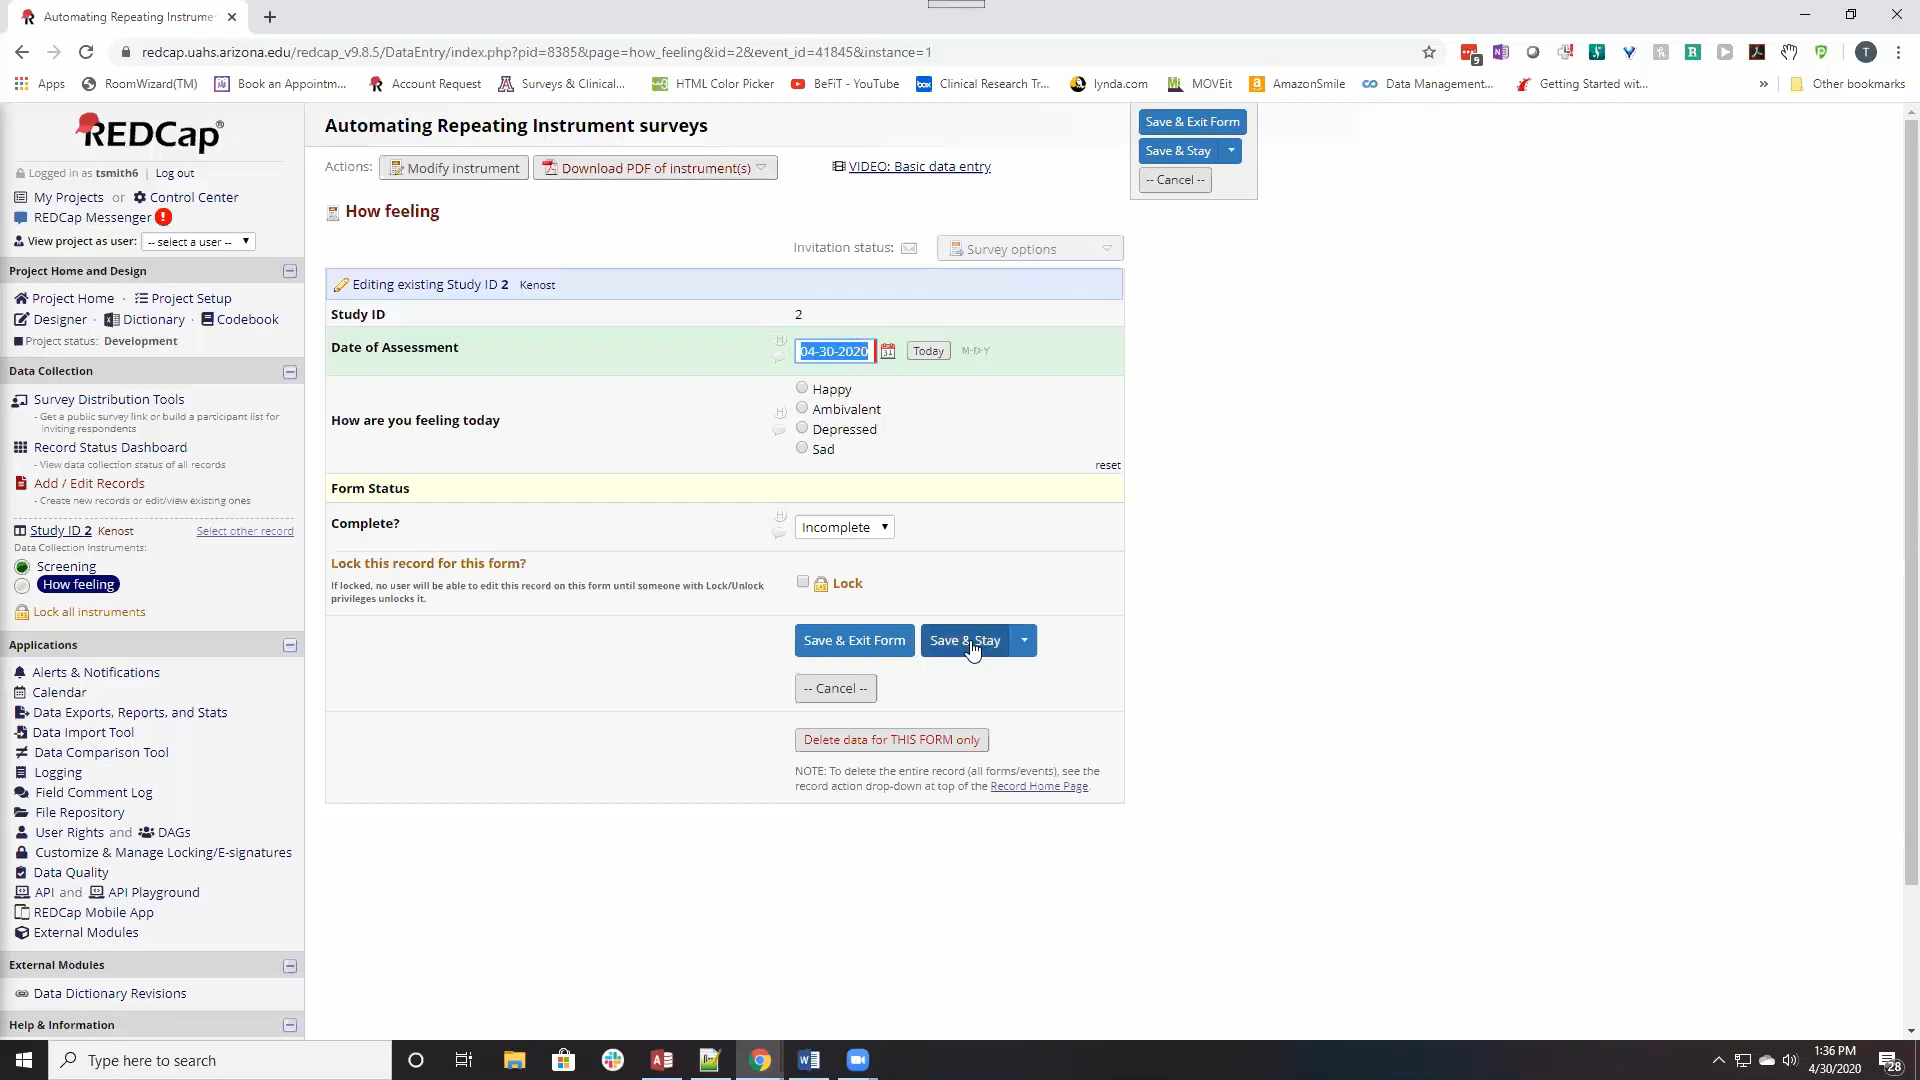 Automating Repeating Instrume
redcap.uahs.arizona.edu/redcap_v9.8.5/DataEntry/index.php?pid=8385&page=how_feeling&id=2&event_id=41845&instance=1
9
T
Apps
RoomWizard(TM)
Book an Appointm...
Account Request
Surveys & Clinical...
HTML Color Picker
BeFiT - YouTube
box
Clinical Research Tr...
lynda.com
MOVEit
AmazonSmile
Data Management...
Getting Started wit...
»
Other bookmarks
REDCap
Logged in as tsmith6 | Log out
My Projects or Control Center
REDCap Messenger
View project as user: -- select a user --
Project Home and Design
Project Home · Project Setup
Designer · Dictionary · Codebook
Project status: Development
Data Collection
Survey Distribution Tools
- Get a public survey link or build a participant list for
inviting respondents
Record Status Dashboard
- View data collection status of all records
Add / Edit Records
- Create new records or edit/view existing ones
Study ID 2 Kenost Select other record
Data Collection Instruments:
Screening
How feeling
Lock all instruments
Applications
Alerts & Notifications
Calendar
Data Exports, Reports, and Stats
Data Import Tool
Data Comparison Tool
Logging
Field Comment Log
File Repository
User Rights and DAGs
Customize & Manage Locking/E-signatures
Data Quality
API and API Playground
REDCap Mobile App
External Modules
External Modules
Data Dictionary Revisions
Help & Information
Automating Repeating Instrument surveys
Actions: Modify instrument Download PDF of instrument(s) VIDEO: Basic data entry
How feeling
Invitation status: Survey options
Editing existing Study ID 2 Kenost
Study ID 2
Date of Assessment 04-30-2020 31 Today M-D-Y
How are you feeling today
Happy
Ambivalent
Depressed
Sad
reset
Form Status
Complete? Incomplete
Lock this record for this form?
If locked, no user will be able to edit this record on this form until someone with Lock/Unlock
privileges unlocks it.
Lock
Save & Exit Form Save & Stay
-- Cancel --
Delete data for THIS FORM only
NOTE: To delete the entire record (all forms/events), see the
record action drop-down at top of the Record Home Page.
Save & Exit Form
Save & Stay
-- Cancel --
Type here to search
1:36 PM
4/30/2020
28